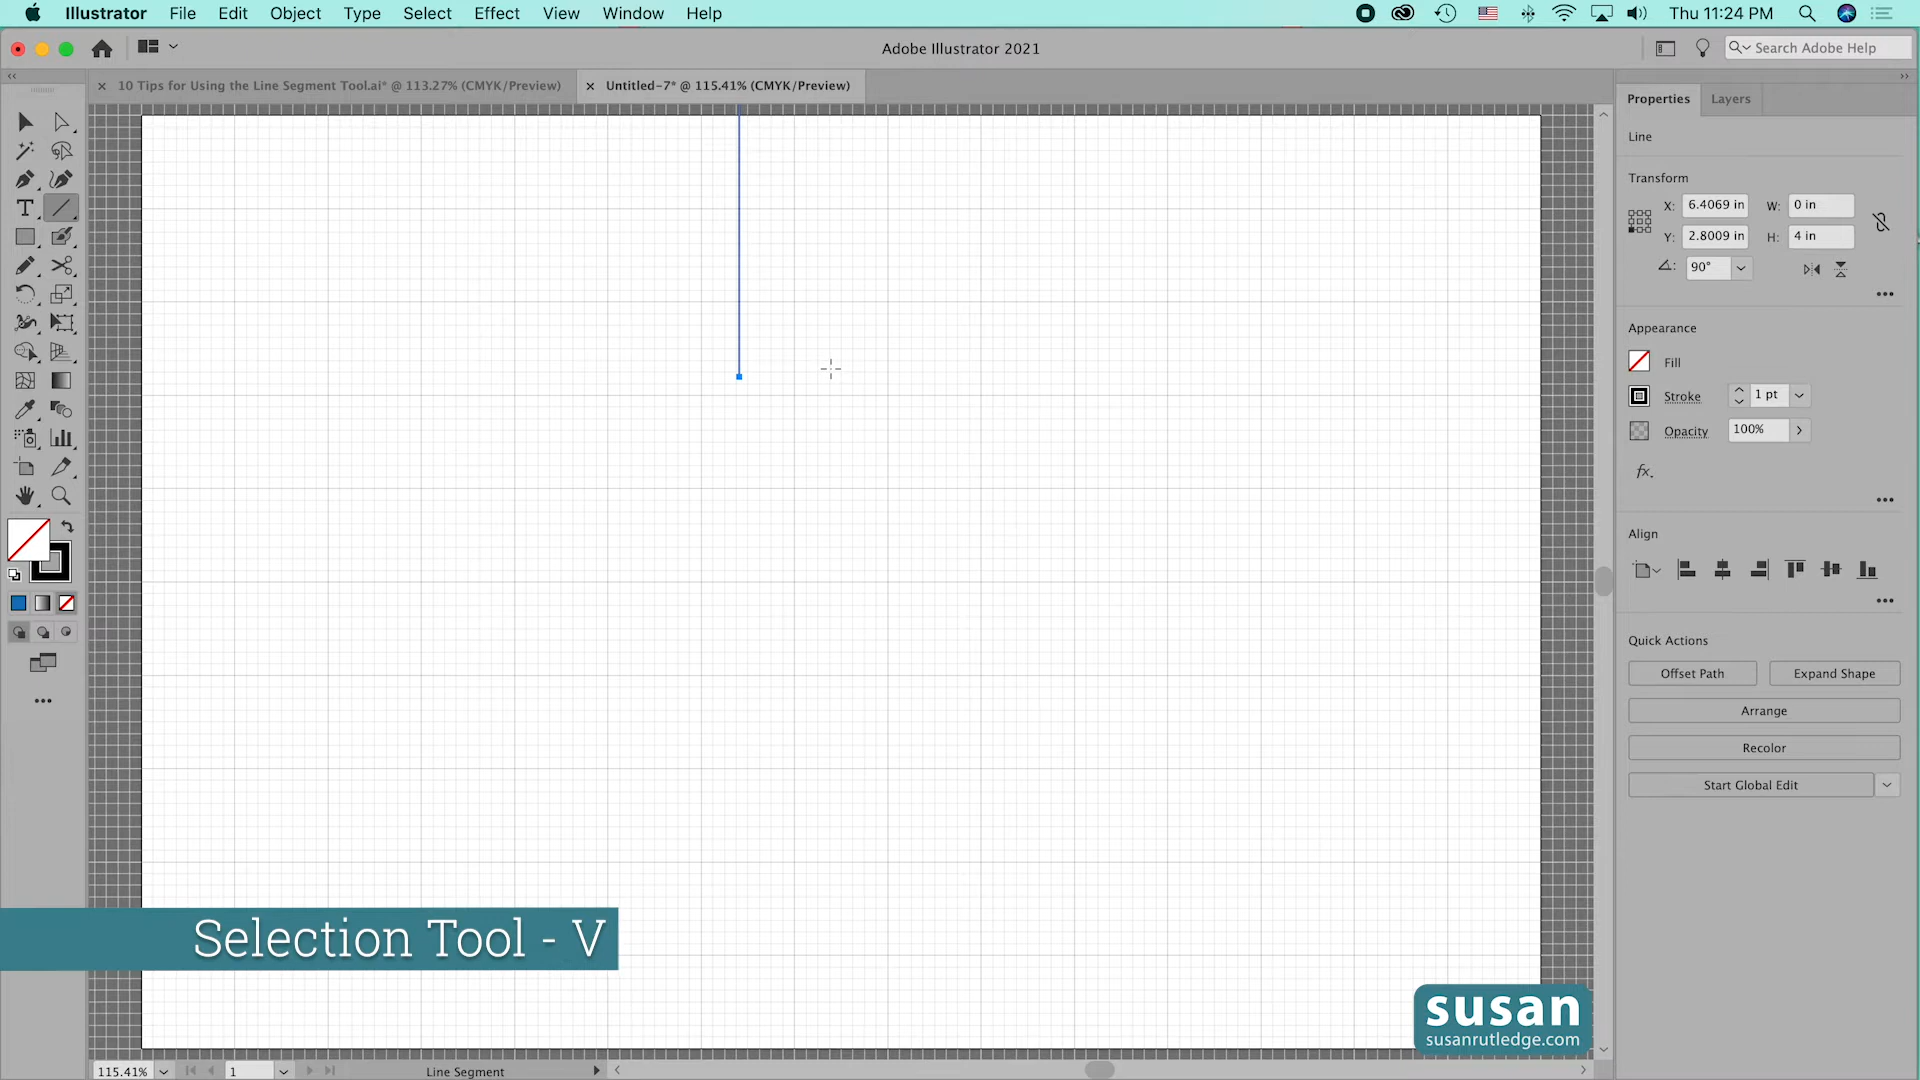 Illustrator File Edit Object Type Select Effect View Window Help Thu 11:24 PM
Adobe Illustrator 2021 Search Adobe Help
10 Tips for Using the Line Segment Tool.ai* @ 113.27% (CMYK/Preview) Untitled-7* @ 115.41% (CMYK/Preview)
Properties Layers
Line
Transform
X: 6.4069 in W: 0 in
Y: 2.8009 in H: 4 in
90°
Appearance
Fill
Stroke 1 pt
Opacity 100%
fx.
Align
Quick Actions
Offset Path Expand Shape
Arrange
Recolor
Start Global Edit
Selection Tool - V
susan
susanrutledge.com
115.41% 1 Line Segment